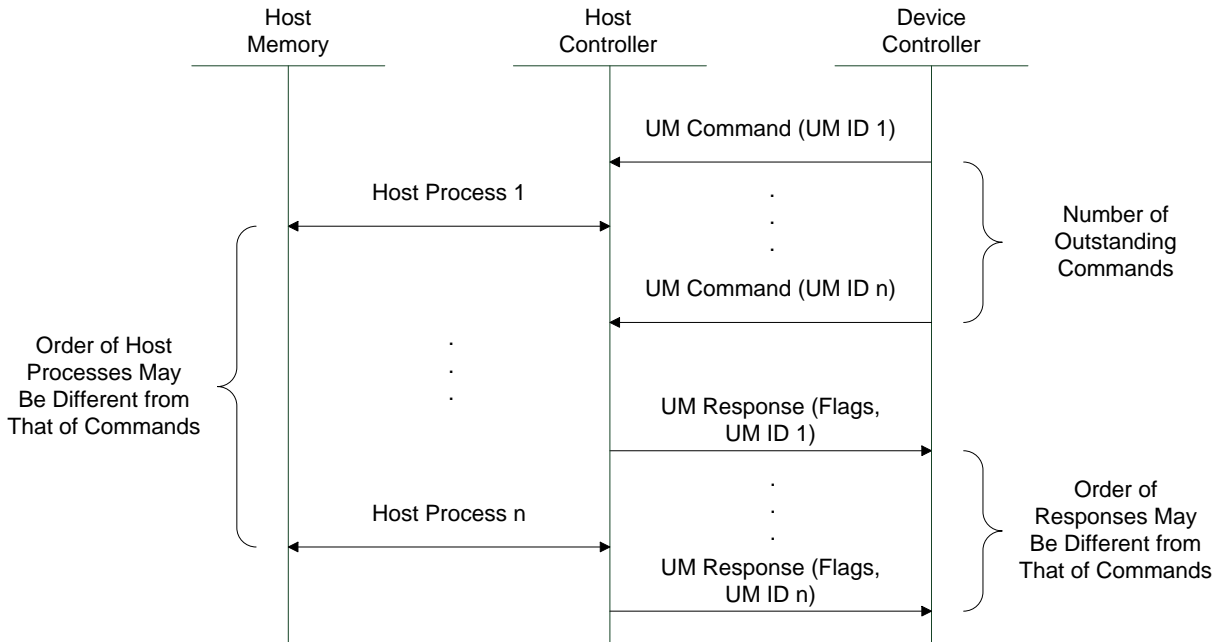 Host
Memory
Host
Controller
Device
Controller
UM Command (UM ID 1)
Host Process 1
.
.
.
Number of
Outstanding
Commands
UM Command (UM ID n)
Order of Host
Processes May
Be Different from
That of Commands
.
.
.
UM Response (Flags,
UM ID 1)
Host Process n
.
.
.
Order of
Responses May
Be Different from
That of Commands
UM Response (Flags,
UM ID n)